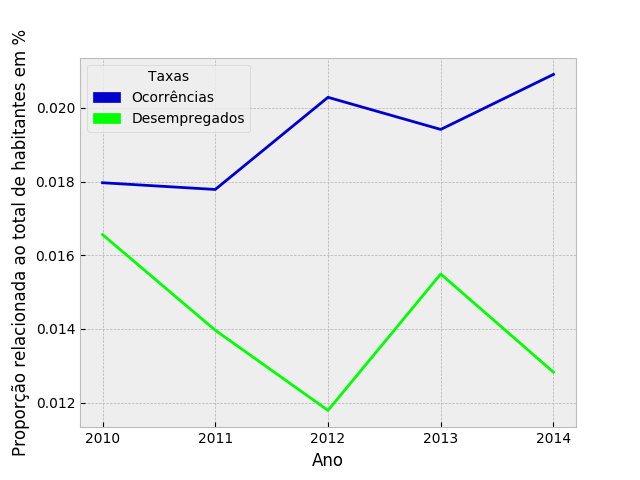 Proporção relacionada ao total de habitantes em %
Taxas
Ocorrências
Desempregados
0.020
0.018
0.016
0.014
0.012
2010 2011 2012 2013 2014
Ano